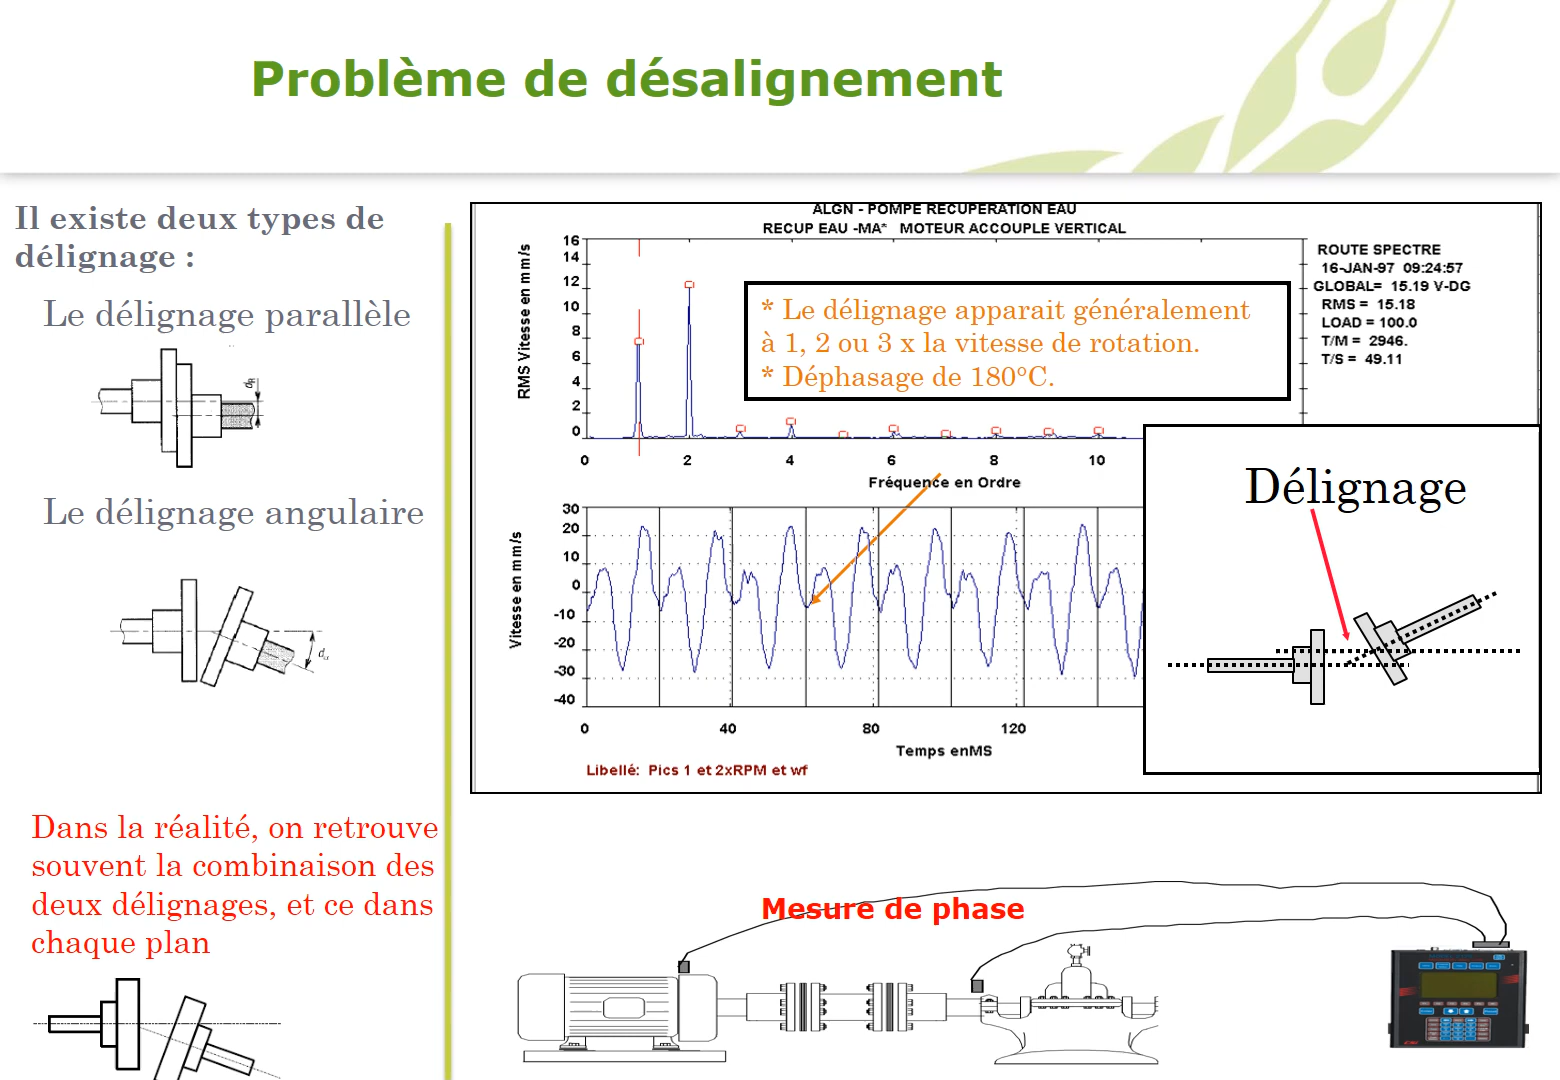 Problème de désalignement
Il existe deux types de
délignage :
Le délignage parallèle
Le délignage angulaire
Dans la réalité, on retrouve
souvent la combinaison des
deux délignages, et ce dans
chaque plan
ALGN - POMPE RECUPERATION EAU
RECUP EAU -MA* MOTEUR ACCOUPLE VERTICAL
RMS Vitesse en mm/s
16
14
12
10
8
6
4
2
0
0 2 4 6 8 10
Fréquence en Ordre
* Le délignage apparait généralement
à 1, 2 ou 3 x la vitesse de rotation.
* Déphasage de 180°C.
ROUTE SPECTRE
16-JAN-97 09:24:57
GLOBAL= 15.19 V-DG
RMS = 15.18
LOAD = 100.0
T/M = 2946.
T/S = 49.11
Vitesse en mm/s
30
20
10
0
-10
-20
-30
-40
0 40 80 120
Temps enMS
Libellé: Pics 1 et 2xRPM et wf
Délignage
Mesure de phase